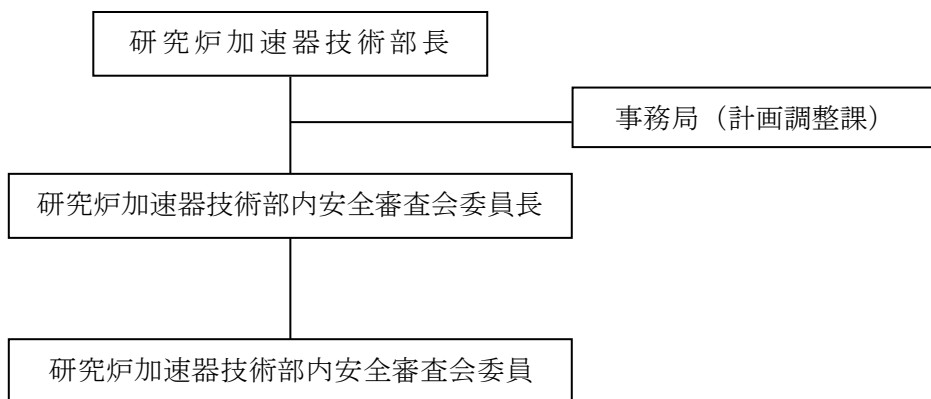 研究炉加速器技術部長
事務局（計画調整課）
研究炉加速器技術部内安全審査会委員長
研究炉加速器技術部内安全審査会委員